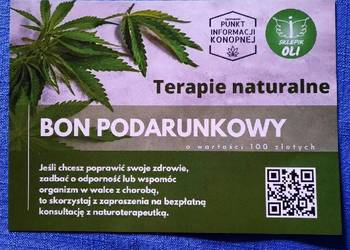 PUNKT
INFORMACJI
KONOPNEJ
SKLEPIK
OLI
Terapie naturalne
BON PODARUNKOWY
o wartości 100 złotych
Jeśli chcesz poprawić swoje zdrowie,
zadbać o odporność lub wspomóc
organizm w walce z chorobą,
to skorzystaj z zaproszenia na bezpłatną
konsultację z naturoterapeutką.